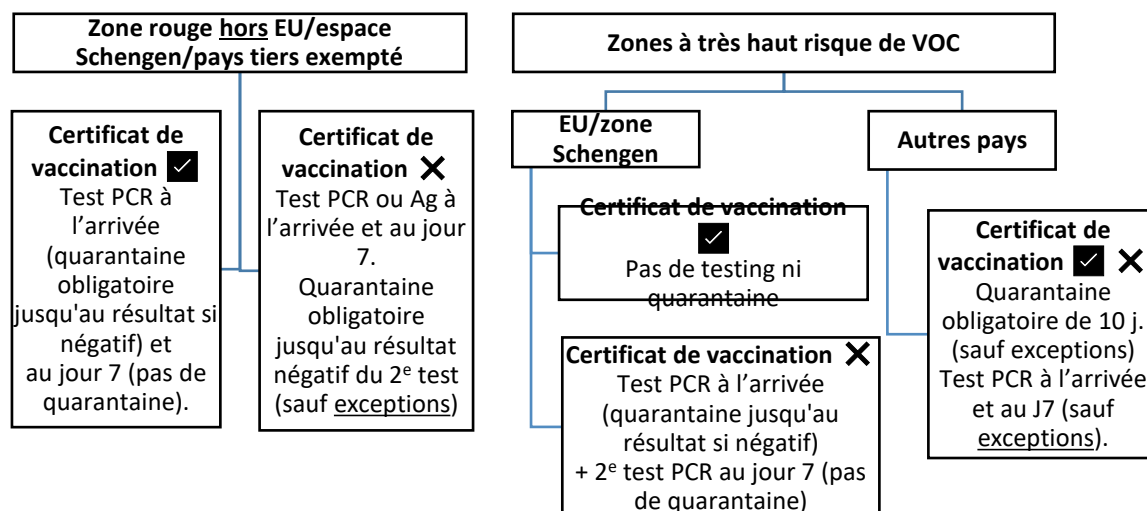 Zone rouge hors EU/espace
Schengen/pays tiers exempté
Certificat de
vaccination ✓
Test PCR à
l'arrivée
(quarantaine
obligatoire
jusqu'au résultat si
négatif) et
au jour 7 (pas de
quarantaine).
Certificat de
vaccination ✕
Test PCR ou Ag à
l'arrivée et au jour
7.
Quarantaine
obligatoire
jusqu'au résultat
négatif du 2e test
(sauf exceptions)
Zones à très haut risque de VOC
EU/zone
Schengen
Certificat de vaccination
✓
Pas de testing ni
quarantaine
Certificat de vaccination ✕
Test PCR à l'arrivée
(quarantaine jusqu'au
résultat si négatif)
+ 2e test PCR au jour 7 (pas
de quarantaine)
Autres pays
Certificat de
vaccination ✓ ✕
Quarantaine
obligatoire de 10 j.
(sauf exceptions)
Test PCR à l'arrivée
et au J7 (sauf
exceptions).